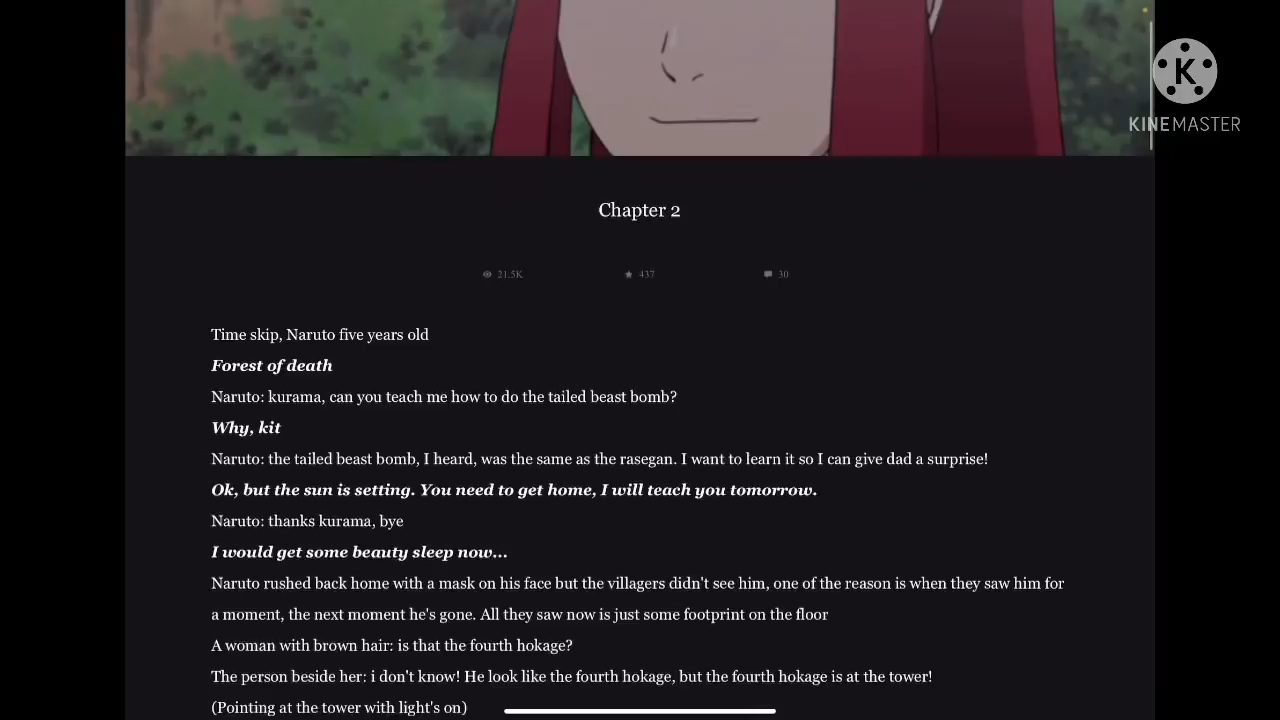 K
KINEMASTER
Chapter 2
21.5K 437 30
Time skip, Naruto five years old
Forest of death
Naruto: kurama, can you teach me how to do the tailed beast bomb?
Why, kit
Naruto: the tailed beast bomb, I heard, was the same as the rasegan. I want to learn it so I can give dad a surprise!
Ok, but the sun is setting. You need to get home, I will teach you tomorrow.
Naruto: thanks kurama, bye
I would get some beauty sleep now...
Naruto rushed back home with a mask on his face but the villagers didn't see him, one of the reason is when they saw him for
a moment, the next moment he's gone. All they saw now is just some footprint on the floor
A woman with brown hair: is that the fourth hokage?
The person beside her: i don't know! He look like the fourth hokage, but the fourth hokage is at the tower!
(Pointing at the tower with light's on)